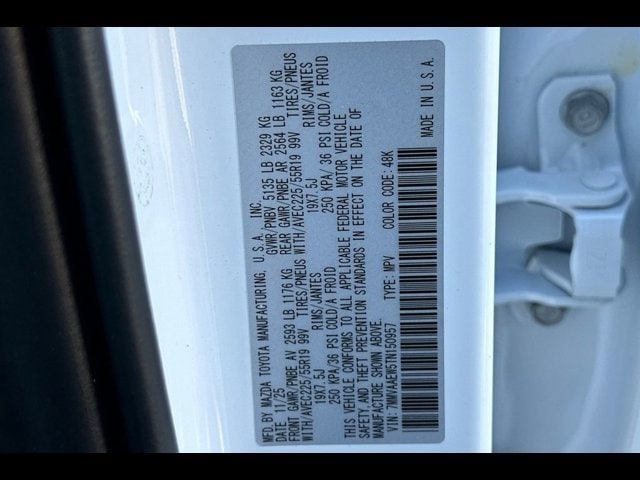 MFD BY MAZDA TOYOTA MANUFACTURING, U.S.A. INC.
DATE 11/25 GVWR/PNBV 5135 LB 2329 KG
FRONT GAWR/PNBE AV 2593 LB 1176 KG REAR GAWR/PNBE AR 2564 LB 1163 KG
WITH/AVEC225/55R19 99V TIRES/PNEUS WITH/AVEC225/55R19 99V TIRES/PNEUS
19X7.5J RIMS/JANTES 19X7.5J RIMS/JANTES
250 KPA/36 PSI COLD/A FROID 250 KPA/36 PSI COLD/A FROID
THIS VEHICLE CONFORMS TO ALL APPLICABLE FEDERAL MOTOR VEHICLE
SAFETY, AND THEFT PREVENTION STANDARDS IN EFFECT ON THE DATE OF
MANUFACTURE SHOWN ABOVE.
VIN: 7MMVAAEW5TN150957 TYPE: MPV COLOR CODE: 48K
MADE IN U.S.A.